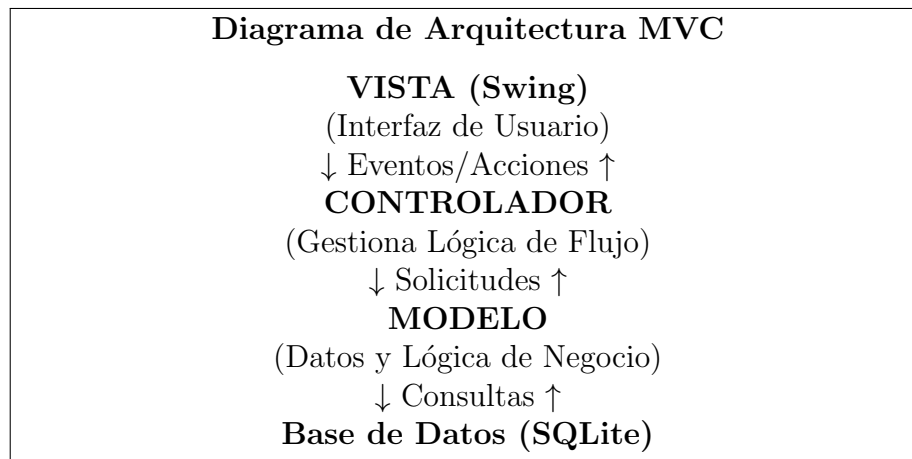 Diagrama de Arquitectura MVC
VISTA (Swing)
(Interfaz de Usuario)
↓ Eventos/Acciones ↑
CONTROLADOR
(Gestiona Lógica de Flujo)
↓ Solicitudes ↑
MODELO
(Datos y Lógica de Negocio)
↓ Consultas ↑
Base de Datos (SQLite)